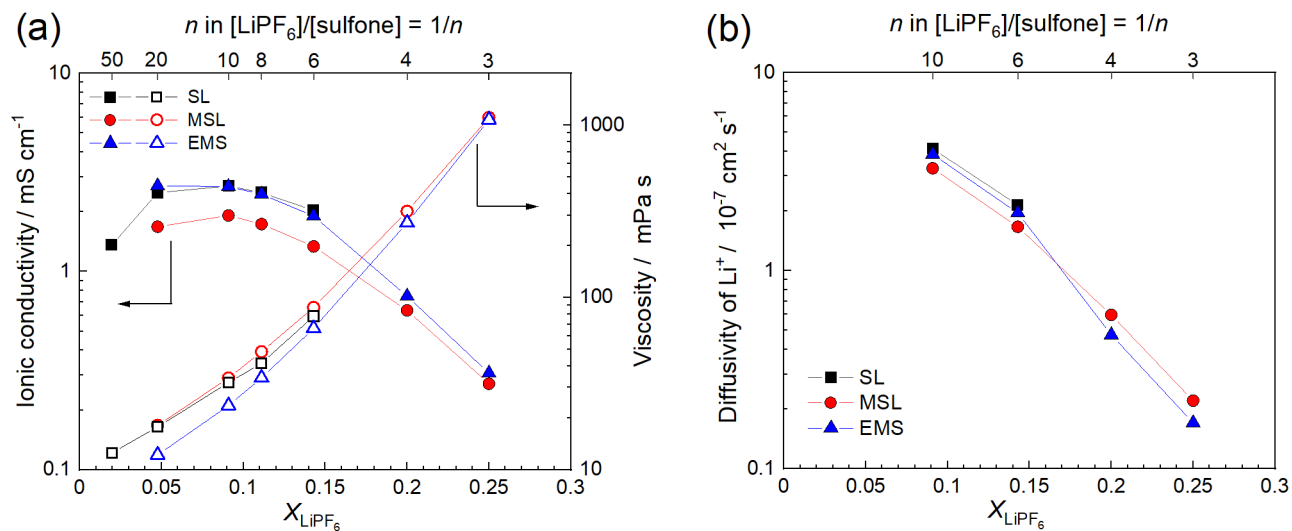 (a)
n in [LiPF6]/[sulfone] = 1/n
50 20 10 8 6 4 3
10
1
0.1
Ionic conductivity / mS cm⁻¹
SL
MSL
EMS
1000
100
10
Viscosity / mPa s
0 0.05 0.1 0.15 0.2 0.25 0.3
XLiPF6
(b)
n in [LiPF6]/[sulfone] = 1/n
10 6 4 3
10
1
0.1
Diffusivity of Li⁺ / 10⁻⁷ cm² s⁻¹
SL
MSL
EMS
0 0.05 0.1 0.15 0.2 0.25 0.3
XLiPF6